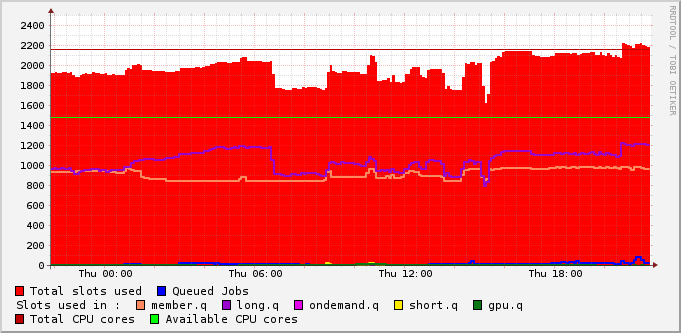 2400
2200
2000
1800
1600
1400
1200
1000
800
600
400
200
0
Thu 00:00 Thu 06:00 Thu 12:00 Thu 18:00
Total slots used Queued Jobs
Slots used in : member.q long.q ondemand.q short.q gpu.q
Total CPU cores Available CPU cores
RRDTOOL / TOBI OETIKER